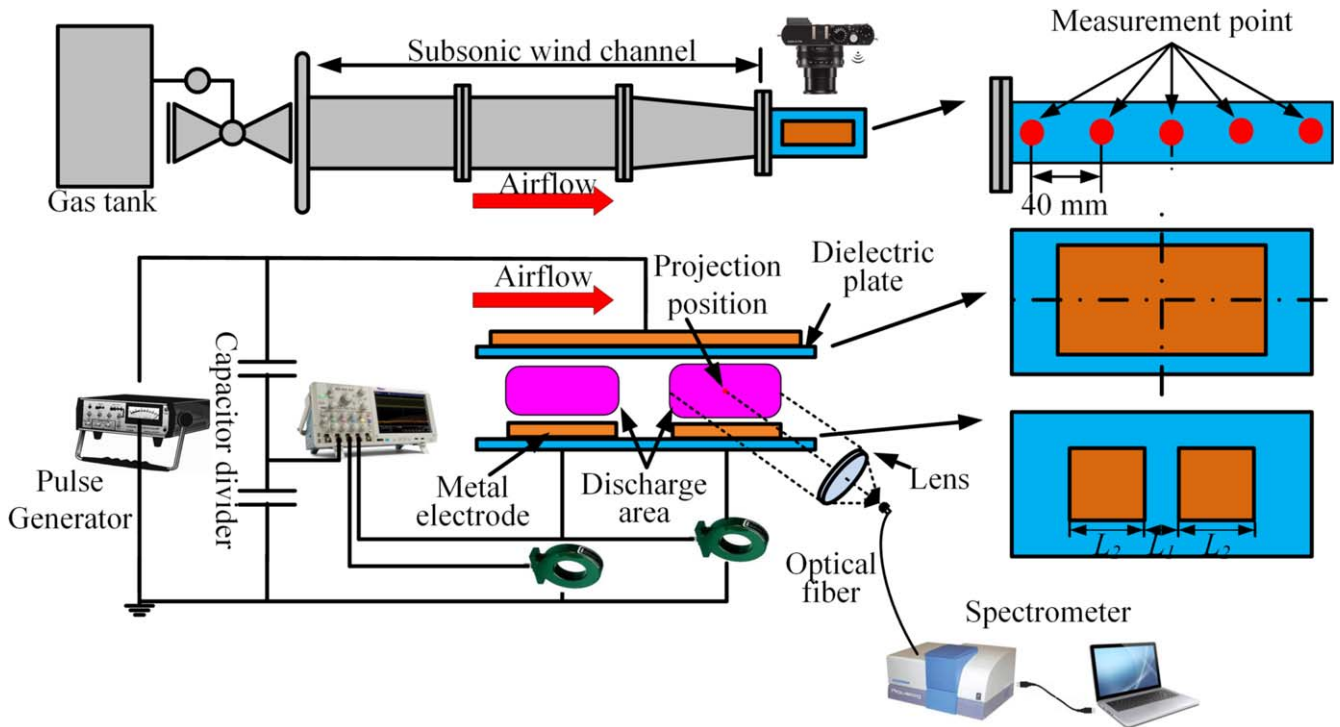 Subsonic wind channel
Measurement point
Gas tank
Airflow
40 mm
Airflow
Projection
position
Dielectric
plate
Capacitor divider
Pulse
Generator
Metal
electrode
Discharge
area
Lens
L2 L1 L2
Optical
fiber
Spectrometer